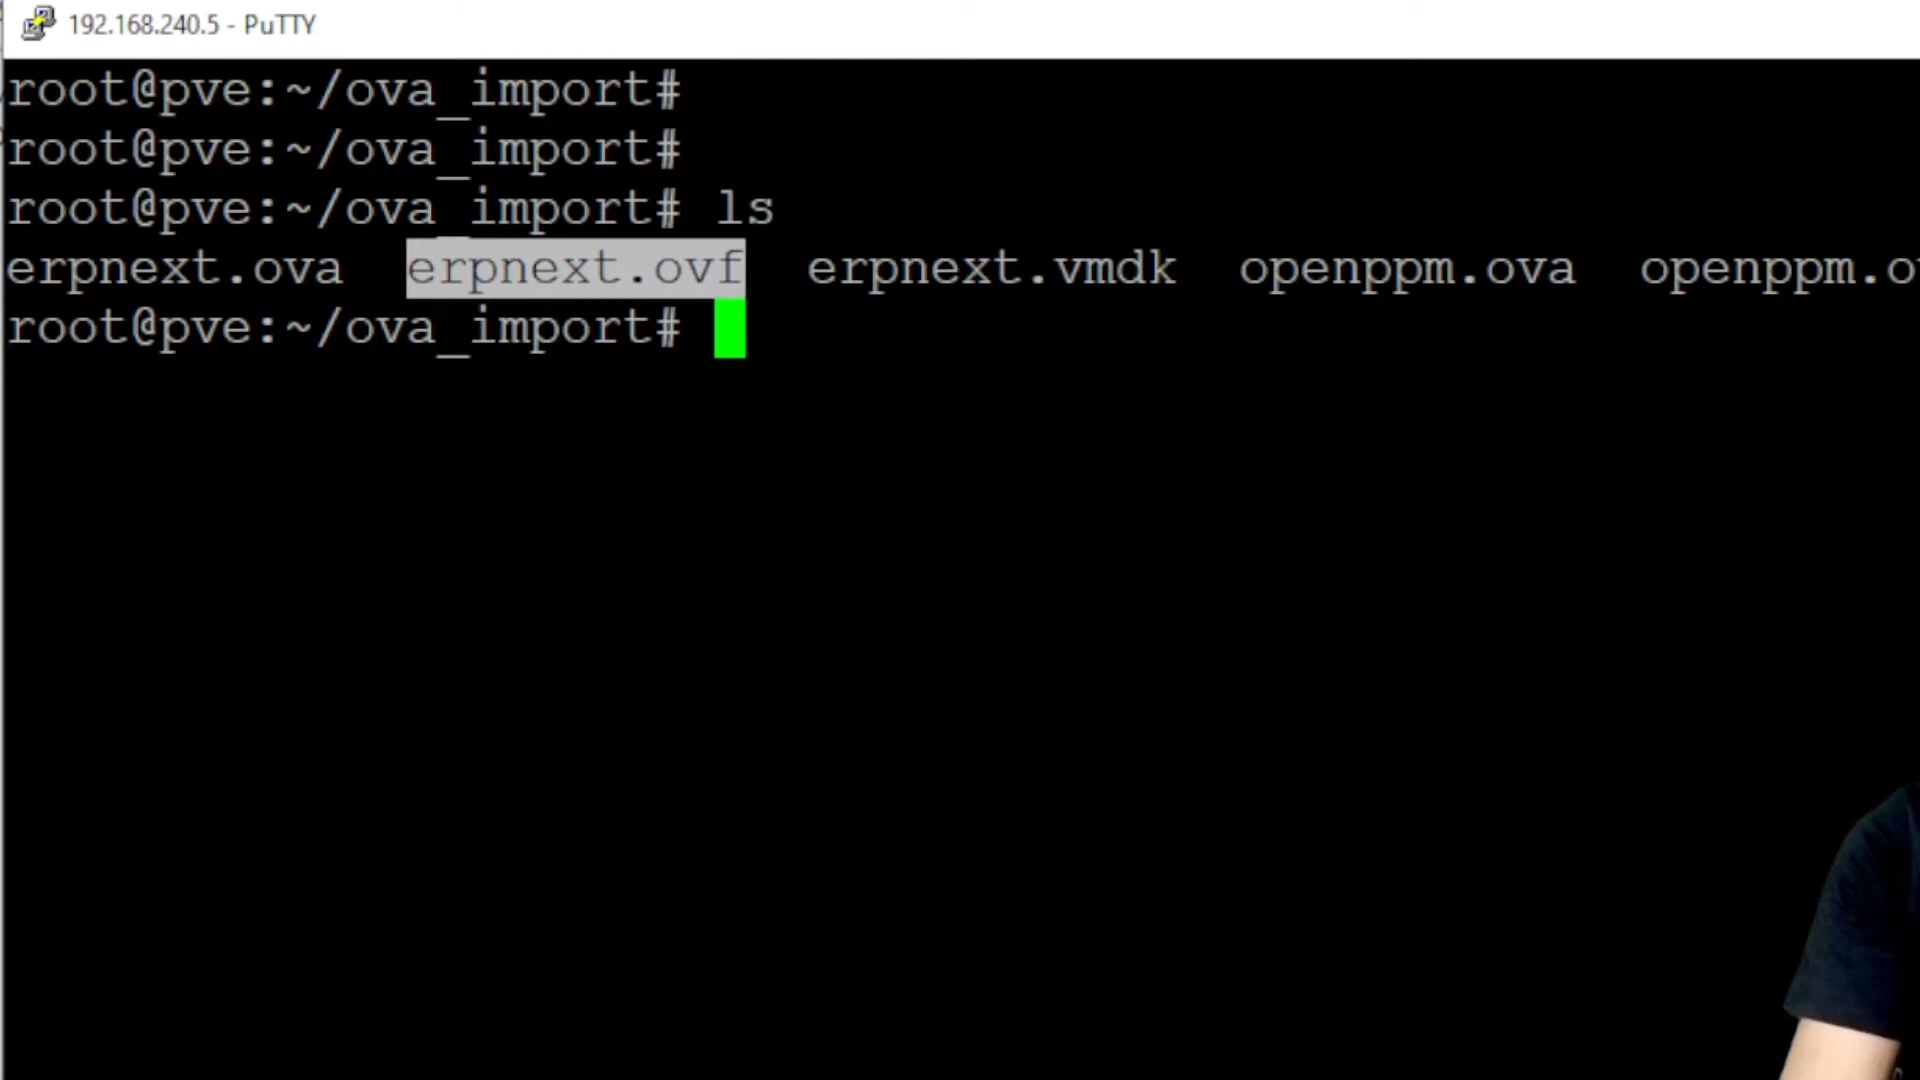 192.168.240.5 - PuTTY
root@pve:~/ova_import#
root@pve:~/ova_import#
root@pve:~/ova_import# ls
erpnext.ova erpnext.ovf erpnext.vmdk openppm.ova
root@pve:~/ova_import#